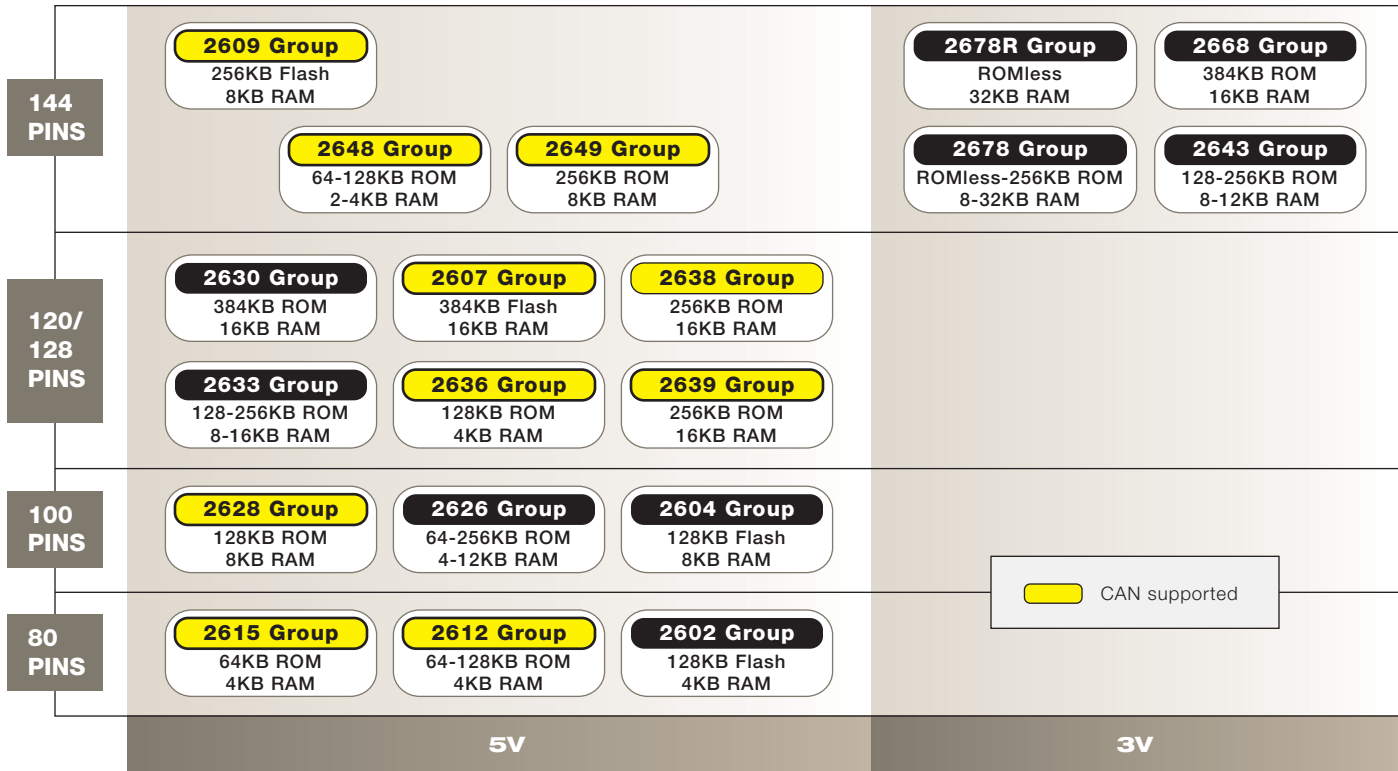 144
PINS
2609 Group
256KB Flash
8KB RAM
2648 Group
64-128KB ROM
2-4KB RAM
2649 Group
256KB ROM
8KB RAM
2678R Group
ROMless
32KB RAM
2668 Group
384KB ROM
16KB RAM
2678 Group
ROMless-256KB ROM
8-32KB RAM
2643 Group
128-256KB ROM
8-12KB RAM
120/
128
PINS
2630 Group
384KB ROM
16KB RAM
2607 Group
384KB Flash
16KB RAM
2638 Group
256KB ROM
16KB RAM
2633 Group
128-256KB ROM
8-16KB RAM
2636 Group
128KB ROM
4KB RAM
2639 Group
256KB ROM
16KB RAM
100
PINS
2628 Group
128KB ROM
8KB RAM
2626 Group
64-256KB ROM
4-12KB RAM
2604 Group
128KB Flash
8KB RAM
CAN supported
80
PINS
2615 Group
64KB ROM
4KB RAM
2612 Group
64-128KB ROM
4KB RAM
2602 Group
128KB Flash
4KB RAM
5V
3V